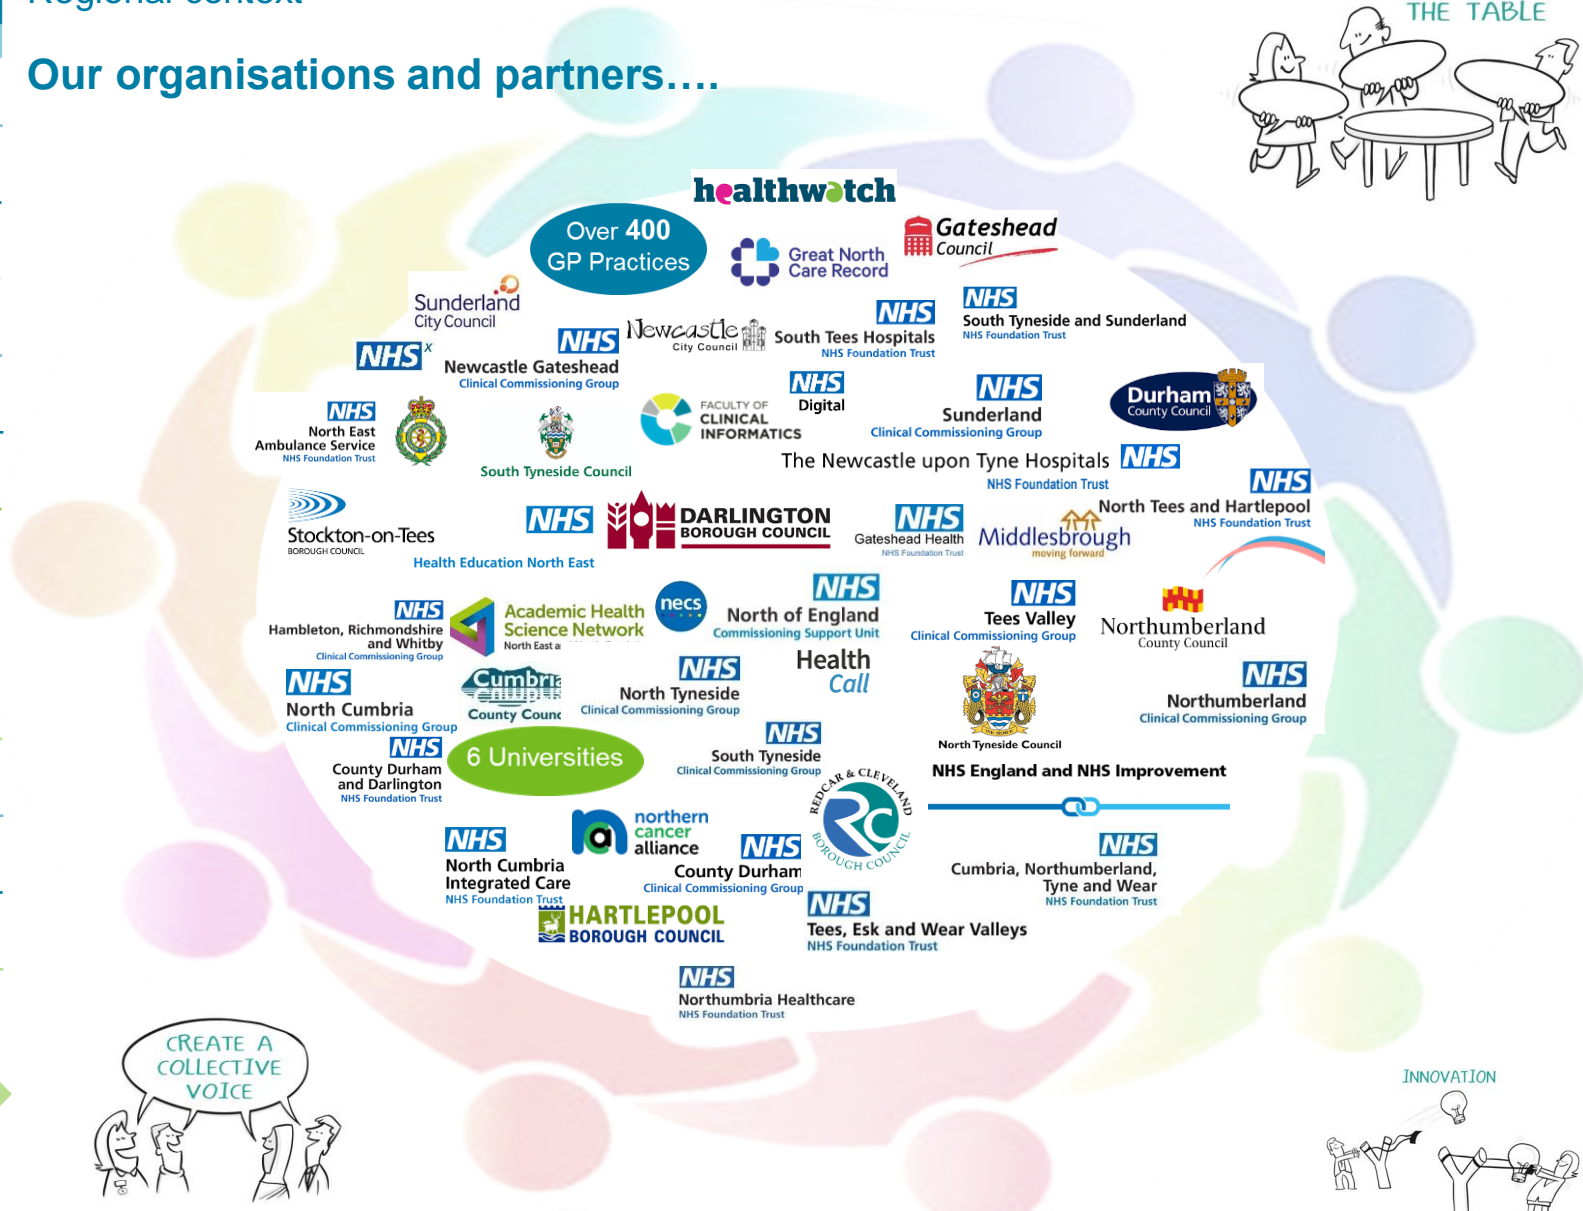 Regional context
THE TABLE
Our organisations and partners....
healthwatch
Over 400
GP Practices
Great North
Care Record
Gateshead
Council
Sunderland
City Council
NHS
South Tyneside and Sunderland
NHS Foundation Trust
NHSx
NHS
Newcastle Gateshead
Clinical Commissioning Group
Newcastle
City Council
NHS
South Tees Hospitals
NHS Foundation Trust
NHS
Digital
NHS
North East
Ambulance Service
NHS Foundation Trust
South Tyneside Council
FACULTY OF
CLINICAL
INFORMATICS
NHS
Sunderland
Clinical Commissioning Group
Durham
County Council
The Newcastle upon Tyne Hospitals NHS
NHS Foundation Trust
NHS
North Tees and Hartlepool
NHS Foundation Trust
Stockton-on-Tees
BOROUGH COUNCIL
NHS
Health Education North East
DARLINGTON
BOROUGH COUNCIL
NHS
Gateshead Health
NHS Foundation Trust
Middlesbrough
moving forward
NHS
Hambleton, Richmondshire
and Whitby
Clinical Commissioning Group
Academic Health
Science Network
North East a
necs
NHS
North of England
Commissioning Support Unit
NHS
Tees Valley
Clinical Commissioning Group
Northumberland
County Council
NHS
North Cumbria
Clinical Commissioning Group
Cumbria
County Counc
NHS
North Tyneside
Clinical Commissioning Group
Health
Call
North Tyneside Council
NHS
Northumberland
Clinical Commissioning Group
NHS
County Durham
and Darlington
NHS Foundation Trust
6 Universities
NHS
South Tyneside
Clinical Commissioning Group
REDCAR & CLEVELAND
BOROUGH COUNCIL
NHS England and NHS Improvement
NHS
North Cumbria
Integrated Care
NHS Foundation Trust
northern
cancer
alliance
NHS
County Durham
Clinical Commissioning Group
NHS
Cumbria, Northumberland,
Tyne and Wear
NHS Foundation Trust
HARTLEPOOL
BOROUGH COUNCIL
NHS
Tees, Esk and Wear Valleys
NHS Foundation Trust
NHS
Northumbria Healthcare
NHS Foundation Trust
CREATE A
COLLECTIVE
VOICE
INNOVATION